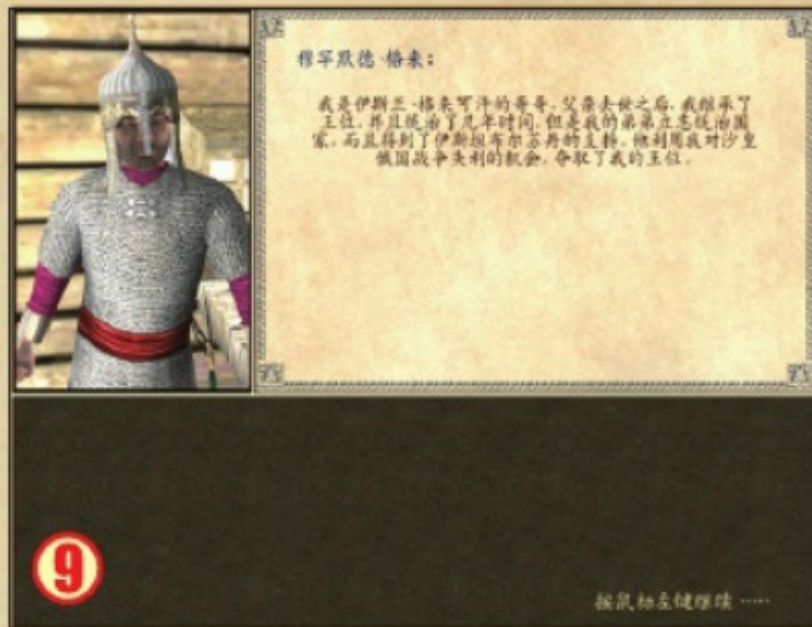 穆罕默德·格来：
我是伊斯兰·格来可汗的哥哥。父亲去世之后，我继承了
王位，并且统治了几年时间，但是我的弟弟立志统治国
家，而且得到了伊斯坦布尔苏丹的支持。他利用我对沙皇
俄国战争失利的机会，夺取了我的王位。
9
按鼠标左键继续 ……